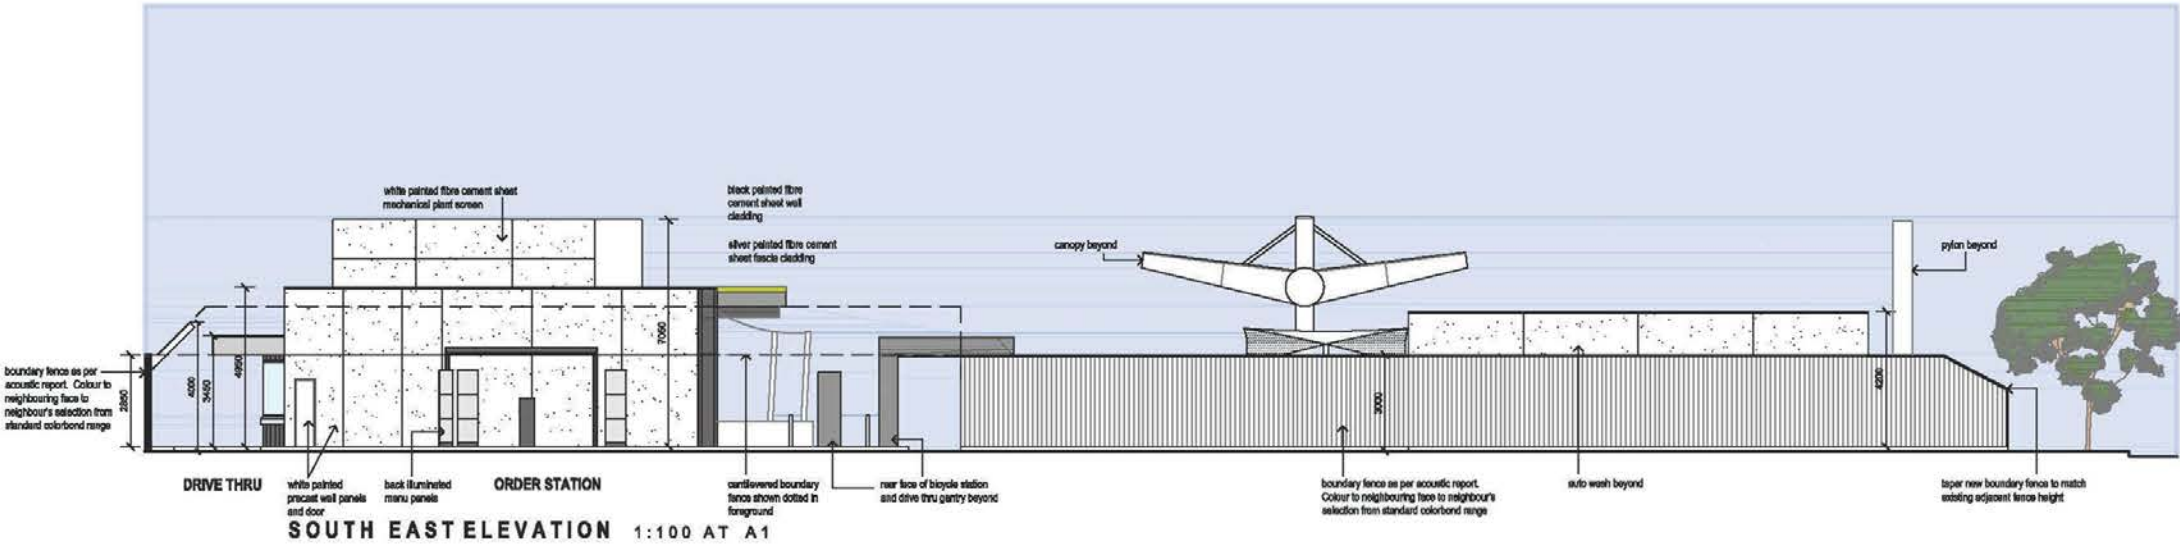 white painted fibre cement sheet
mechanical plant screen
black painted fibre
cement sheet wall
cladding
silver painted fibre cement
sheet fascia cladding
canopy beyond
pylon beyond
boundary fence as per
acoustic report. Colour to
neighbouring face to
neighbour's selection from
standard colorbond range
2850
4000
3450
4950
7050
3000
4200
DRIVE THRU
white painted
precast wall panels
and door
back illuminated
menu panels
ORDER STATION
cantilevered boundary
fence shown dotted in
foreground
rear face of bicycle station
and drive thru gantry beyond
boundary fence as per acoustic report.
Colour to neighbouring face to neighbour's
selection from standard colorbond range
auto wash beyond
taper new boundary fence to match
existing adjacent fence height
SOUTH EAST ELEVATION 1:100 AT A1